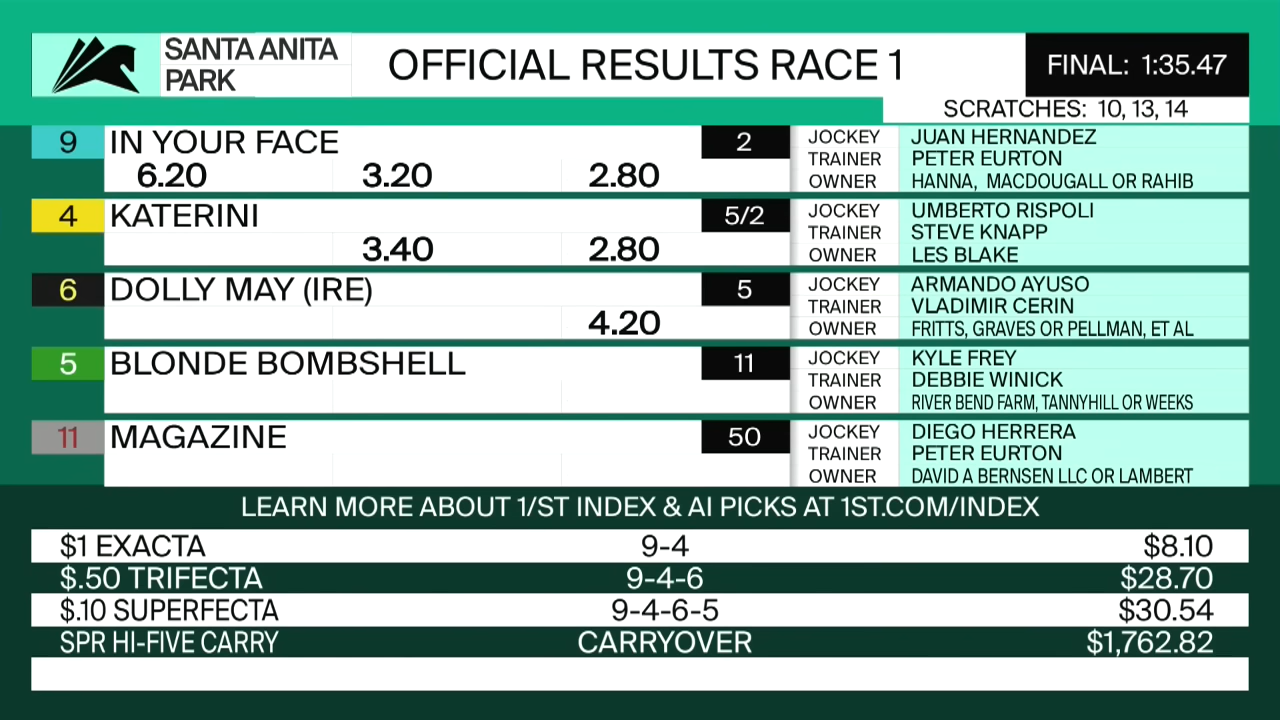 SANTA ANITA
PARK
OFFICIAL RESULTS RACE 1
FINAL: 1:35.47
SCRATCHES: 10, 13, 14
9 IN YOUR FACE 2
6.20 3.20 2.80
JOCKEY JUAN HERNANDEZ
TRAINER PETER EURTON
OWNER HANNA, MACDOUGALL OR RAHIB
4 KATERINI 5/2
3.40 2.80
JOCKEY UMBERTO RISPOLI
TRAINER STEVE KNAPP
OWNER LES BLAKE
6 DOLLY MAY (IRE) 5
4.20
JOCKEY ARMANDO AYUSO
TRAINER VLADIMIR CERIN
OWNER FRITTS, GRAVES OR PELLMAN, ET AL
5 BLONDE BOMBSHELL 11
JOCKEY KYLE FREY
TRAINER DEBBIE WINICK
OWNER RIVER BEND FARM, TANNYHILL OR WEEKS
11 MAGAZINE 50
JOCKEY DIEGO HERRERA
TRAINER PETER EURTON
OWNER DAVID A BERNSEN LLC OR LAMBERT
LEARN MORE ABOUT 1/ST INDEX & AI PICKS AT 1ST.COM/INDEX
$1 EXACTA 9-4 $8.10
$.50 TRIFECTA 9-4-6 $28.70
$.10 SUPERFECTA 9-4-6-5 $30.54
SPR HI-FIVE CARRY CARRYOVER $1,762.82